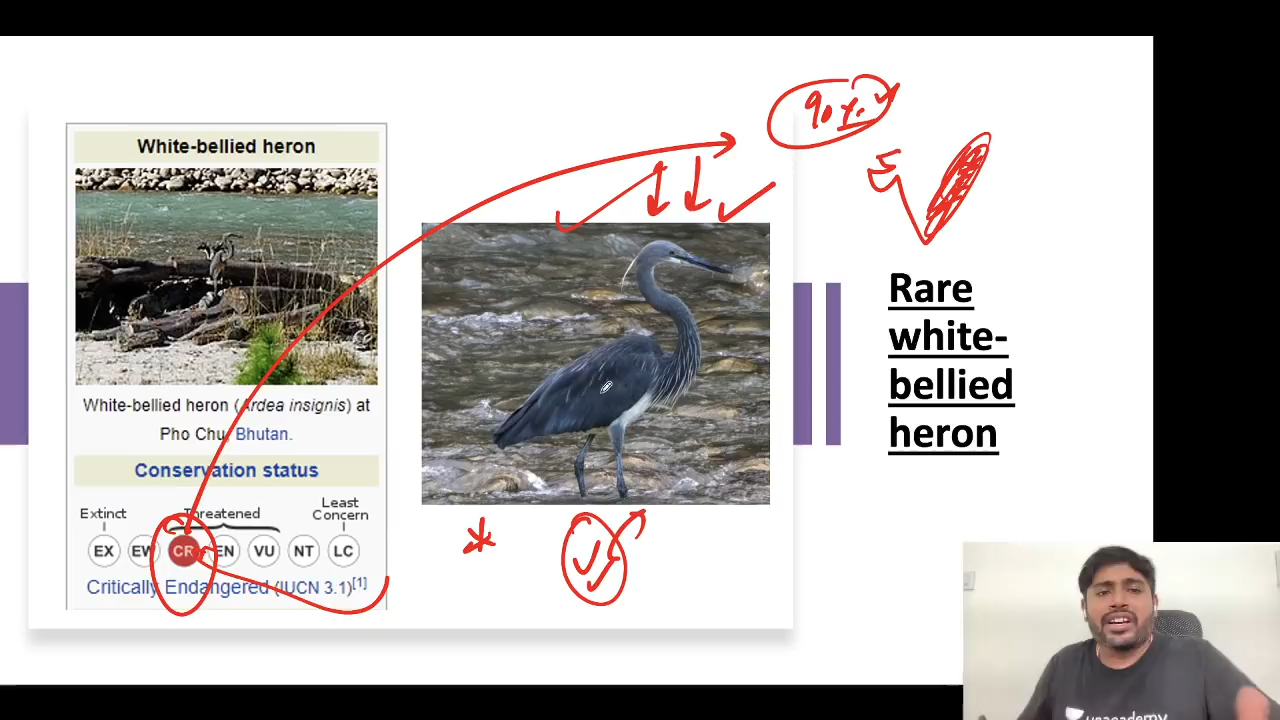 White-bellied heron
White-bellied heron (Ardea insignis) at
Pho Chu, Bhutan.
Conservation status
Extinct
Threatened
Least
Concern
EX EW CR EN VU NT LC
Critically Endangered (IUCN 3.1)[1]
90%
Rare
white-
bellied
heron
unacademy